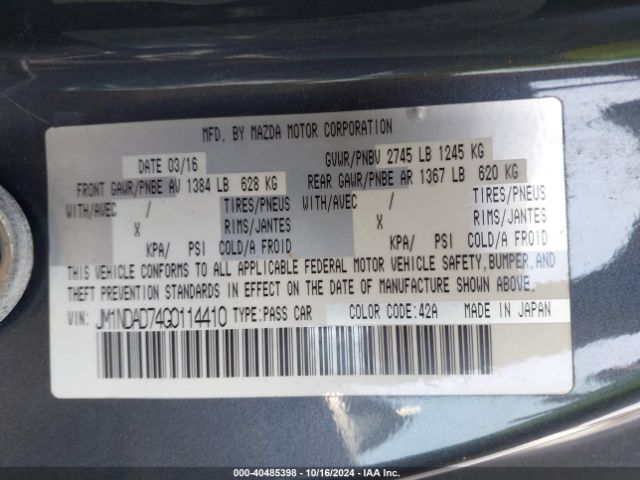 MFD. BY MAZDA MOTOR CORPORATION
DATE 03/16 GVWR/PNBV 2745 LB 1245 KG
FRONT GAWR/PNBE AV 1384 LB 628 KG REAR GAWR/PNBE AR 1367 LB 620 KG
WITH/AVEC / TIRES/PNEUS WITH/AVEC / TIRES/PNEUS
X RIMS/JANTES X RIMS/JANTES
KPA/ PSI COLD/A FROID KPA/ PSI COLD/A FROID
THIS VEHICLE CONFORMS TO ALL APPLICABLE FEDERAL MOTOR VEHICLE SAFETY, BUMPER, AND
THEFT PREVENTION STANDARDS IN EFFECT ON THE DATE OF MANUFACTURE SHOWN ABOVE.
VIN: JM1NDAD74G0114410 TYPE:PASS CAR COLOR CODE:42A MADE IN JAPAN
000-40485398 - 10/16/2024 - IAA Inc.